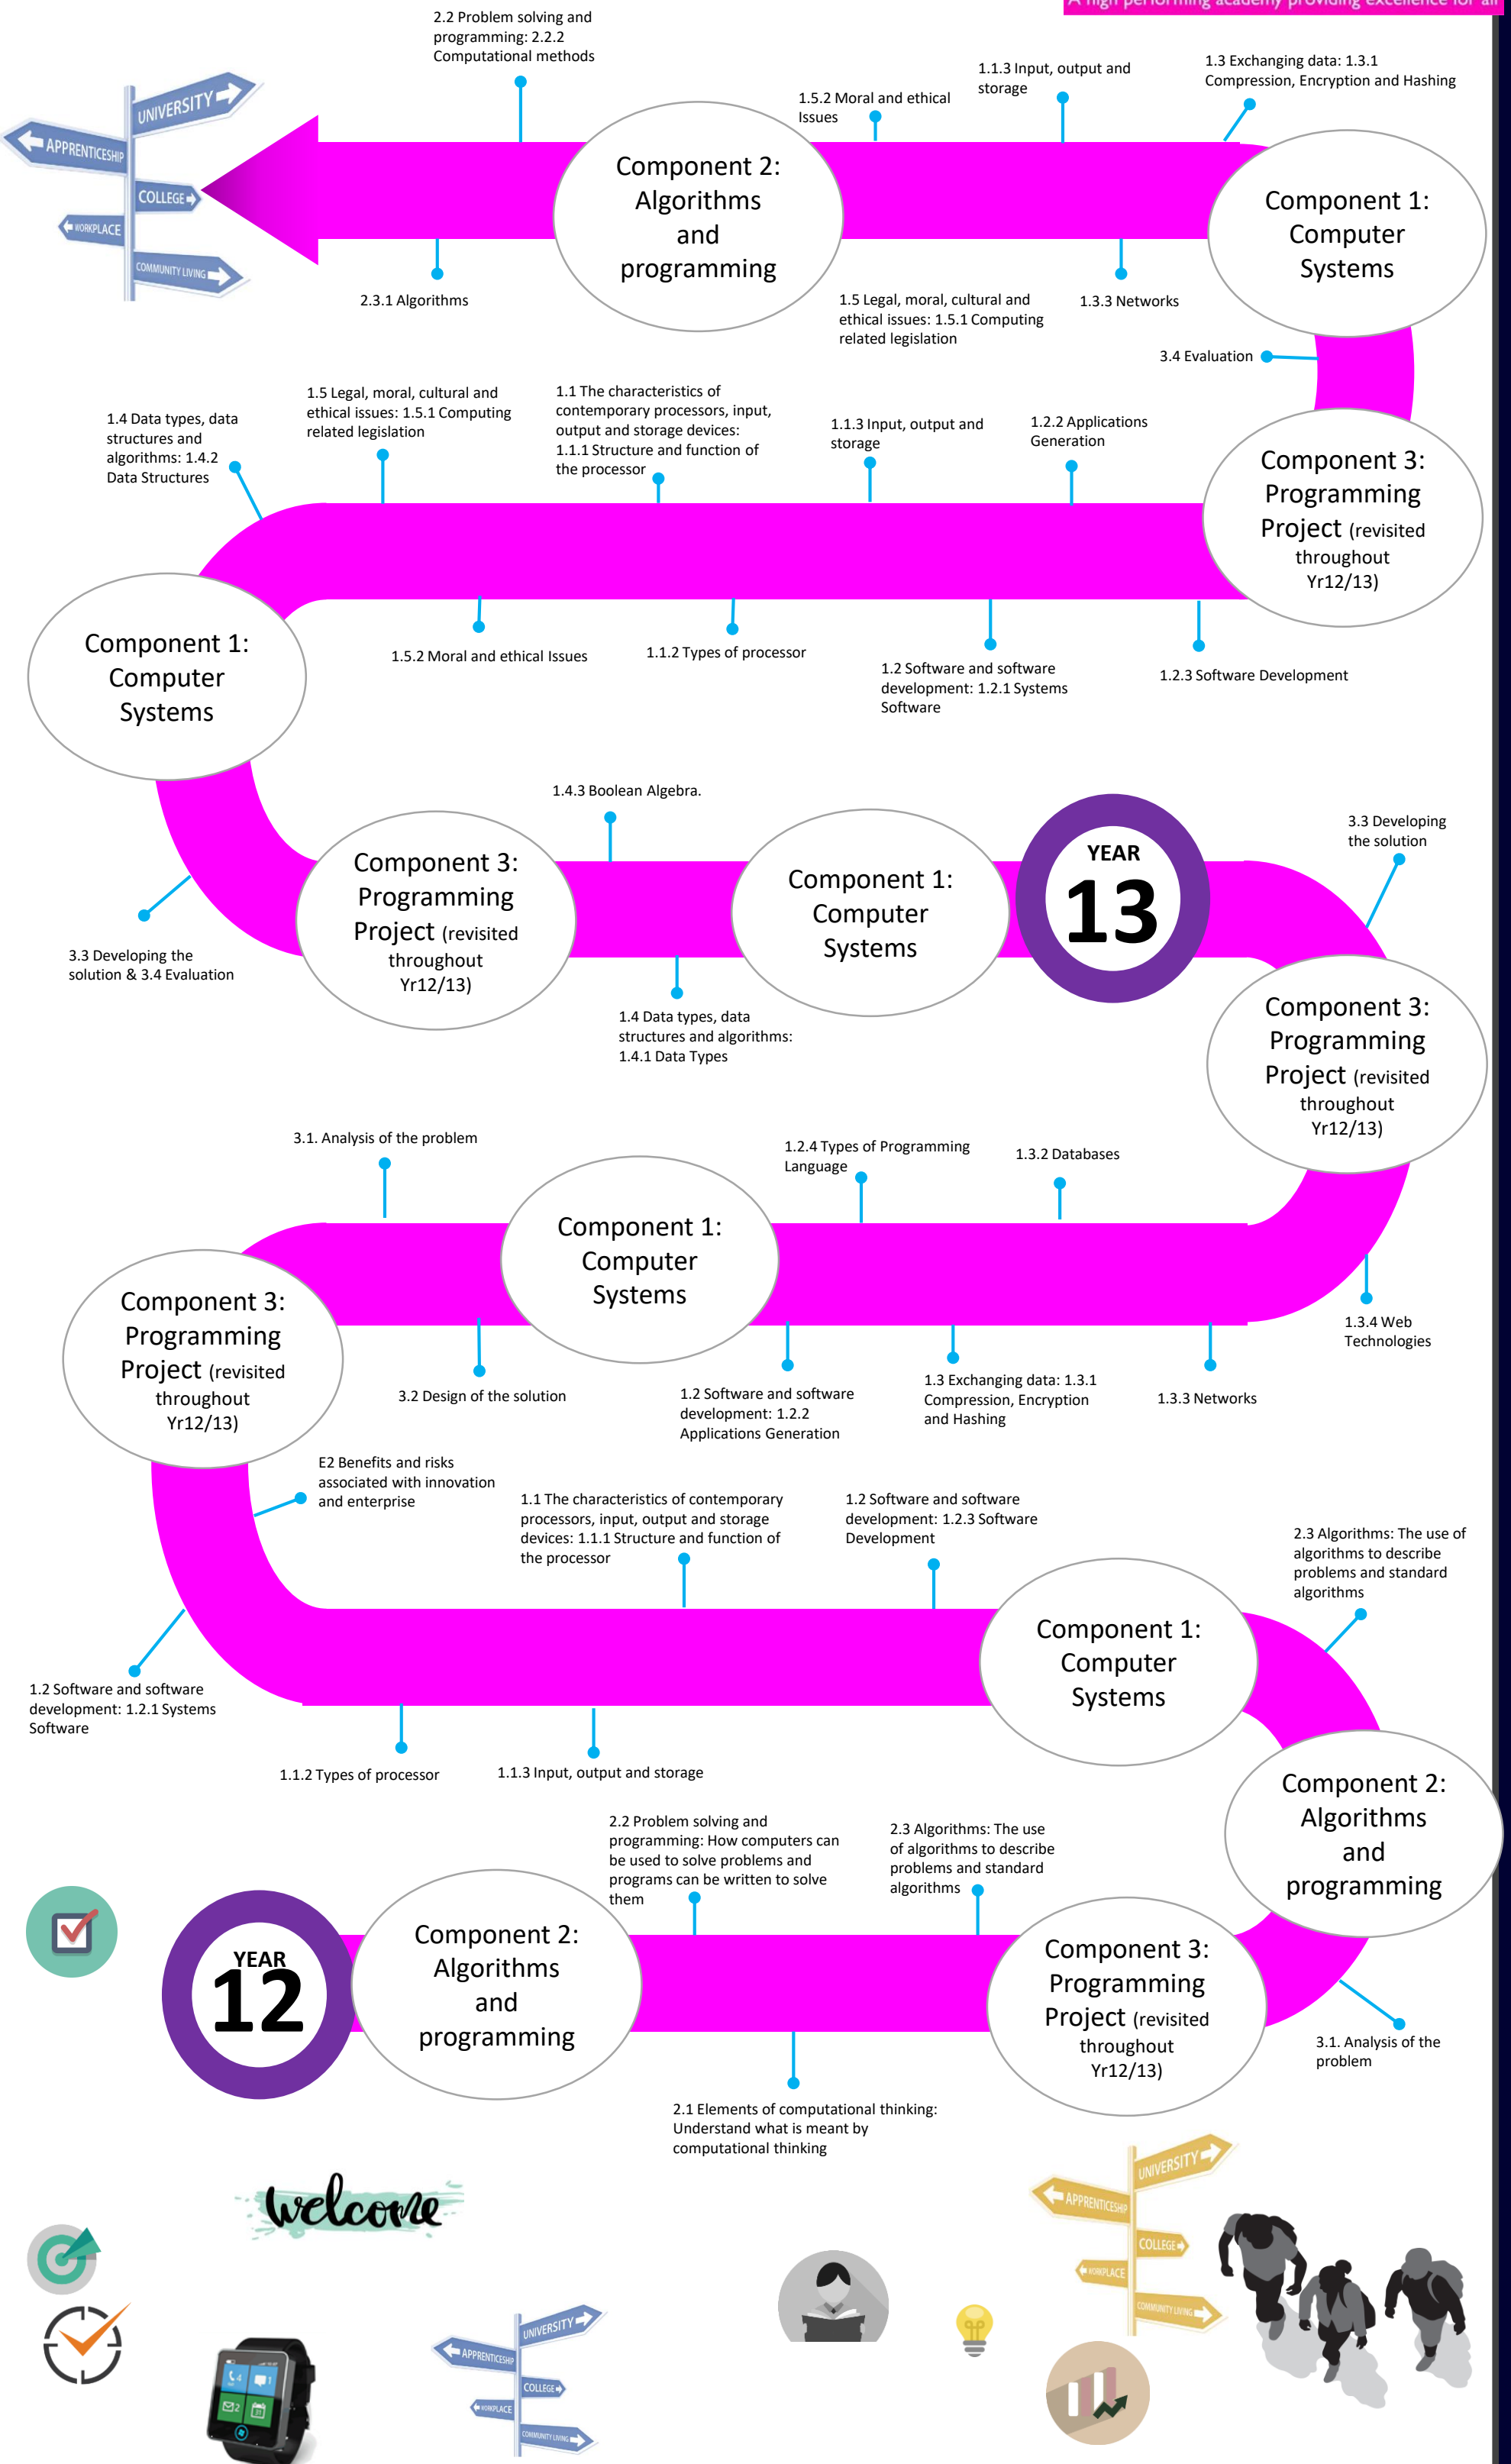 A high performing academy providing excellence for all
2.2 Problem solving and
programming: 2.2.2
Computational methods
1.5.2 Moral and ethical
Issues
1.1.3 Input, output and
storage
1.3 Exchanging data: 1.3.1
Compression, Encryption and Hashing
UNIVERSITY
APPRENTICESHIP
COLLEGE
WORKPLACE
COMMUNITY LIVING
Component 2:
Algorithms
and
programming
Component 1:
Computer
Systems
2.3.1 Algorithms
1.5 Legal, moral, cultural and
ethical issues: 1.5.1 Computing
related legislation
1.3.3 Networks
3.4 Evaluation
1.4 Data types, data
structures and
algorithms: 1.4.2
Data Structures
1.5 Legal, moral, cultural and
ethical issues: 1.5.1 Computing
related legislation
1.1 The characteristics of
contemporary processors, input,
output and storage devices:
1.1.1 Structure and function of
the processor
1.1.3 Input, output and
storage
1.2.2 Applications
Generation
Component 3:
Programming
Project (revisited
throughout
Yr12/13)
Component 1:
Computer
Systems
1.5.2 Moral and ethical Issues
1.1.2 Types of processor
1.2 Software and software
development: 1.2.1 Systems
Software
1.2.3 Software Development
1.4.3 Boolean Algebra.
3.3 Developing
the solution
3.3 Developing the
solution & 3.4 Evaluation
Component 3:
Programming
Project (revisited
throughout
Yr12/13)
Component 1:
Computer
Systems
YEAR
13
1.4 Data types, data
structures and algorithms:
1.4.1 Data Types
Component 3:
Programming
Project (revisited
throughout
Yr12/13)
3.1. Analysis of the problem
1.2.4 Types of Programming
Language
1.3.2 Databases
Component 1:
Computer
Systems
Component 3:
Programming
Project (revisited
throughout
Yr12/13)
3.2 Design of the solution
1.2 Software and software
development: 1.2.2
Applications Generation
1.3 Exchanging data: 1.3.1
Compression, Encryption
and Hashing
1.3.3 Networks
1.3.4 Web
Technologies
E2 Benefits and risks
associated with innovation
and enterprise
1.1 The characteristics of contemporary
processors, input, output and storage
devices: 1.1.1 Structure and function of
the processor
1.2 Software and software
development: 1.2.3 Software
Development
2.3 Algorithms: The use of
algorithms to describe
problems and standard
algorithms
Component 1:
Computer
Systems
1.2 Software and software
development: 1.2.1 Systems
Software
1.1.2 Types of processor
1.1.3 Input, output and storage
Component 2:
Algorithms
and
programming
2.2 Problem solving and
programming: How computers can
be used to solve problems and
programs can be written to solve
them
2.3 Algorithms: The use
of algorithms to describe
problems and standard
algorithms
YEAR
12
Component 2:
Algorithms
and
programming
Component 3:
Programming
Project (revisited
throughout
Yr12/13)
3.1. Analysis of the
problem
2.1 Elements of computational thinking:
Understand what is meant by
computational thinking
welcome
UNIVERSITY
APPRENTICESHIP
COLLEGE
WORKPLACE
COMMUNITY LIVING
UNIVERSITY
APPRENTICESHIP
COLLEGE
WORKPLACE
COMMUNITY LIVING
4
1
2